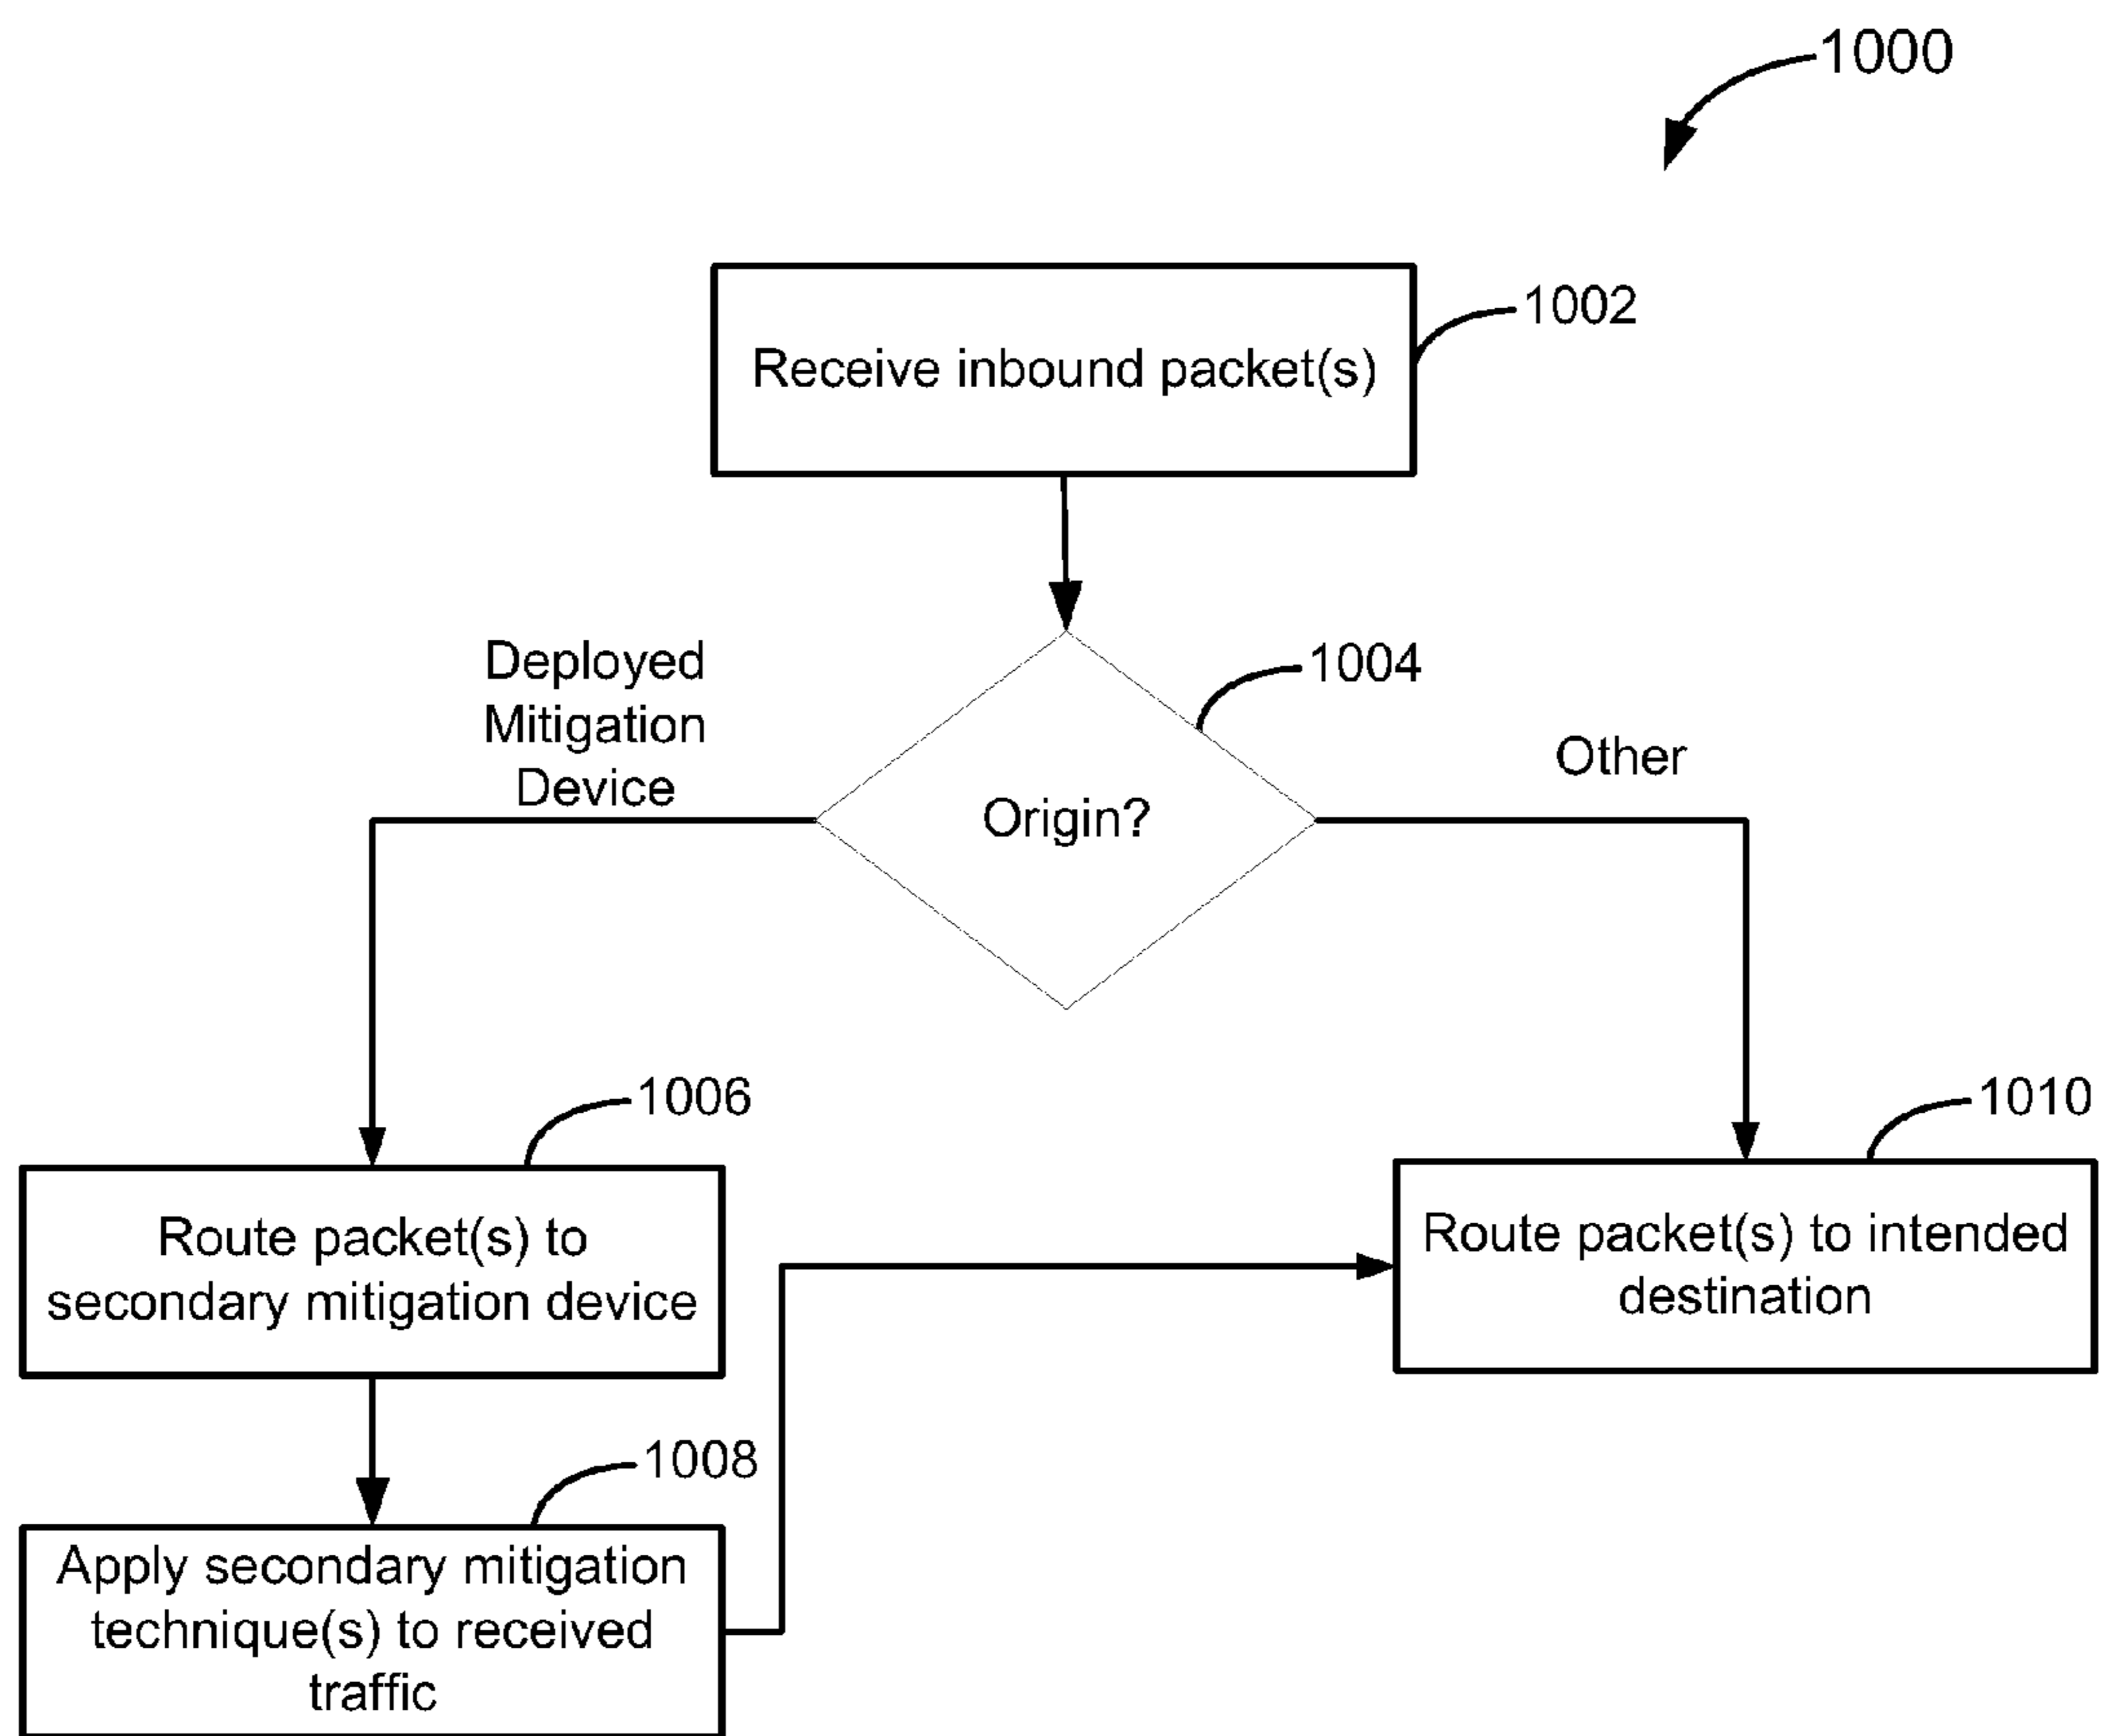 1000
Receive inbound packet(s)
1002
Deployed
Mitigation
Device
1004
Origin?
Other
1006
Route packet(s) to
secondary mitigation device
1010
Route packet(s) to intended
destination
1008
Apply secondary mitigation
technique(s) to received
traffic